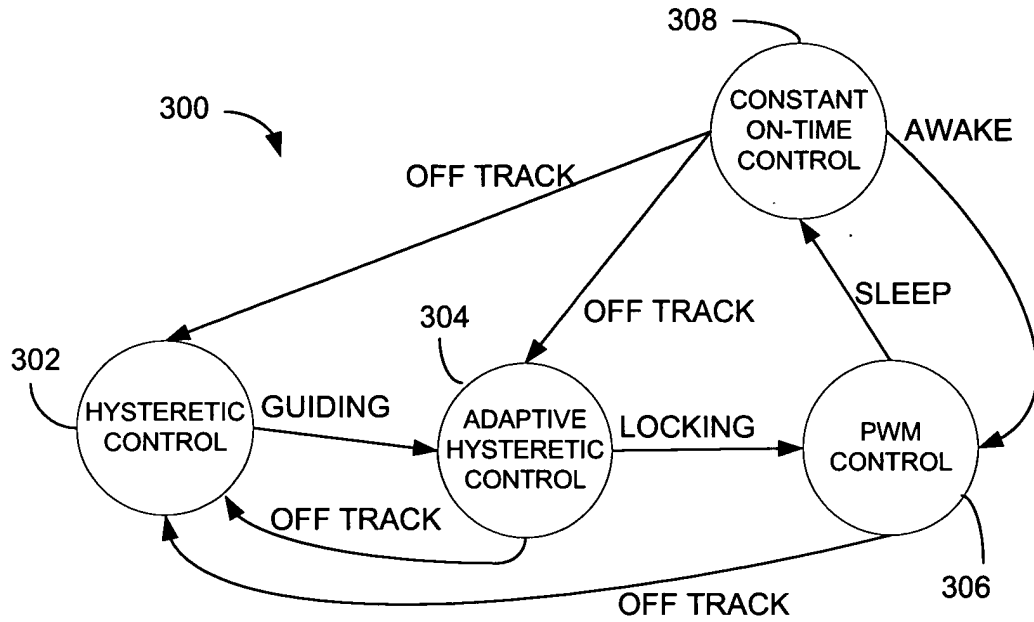 308
300
CONSTANT
ON-TIME
CONTROL
AWAKE
OFF TRACK
SLEEP
OFF TRACK
304
302
HYSTERETIC
CONTROL
GUIDING
ADAPTIVE
HYSTERETIC
CONTROL
LOCKING
PWM
CONTROL
OFF TRACK
306
OFF TRACK